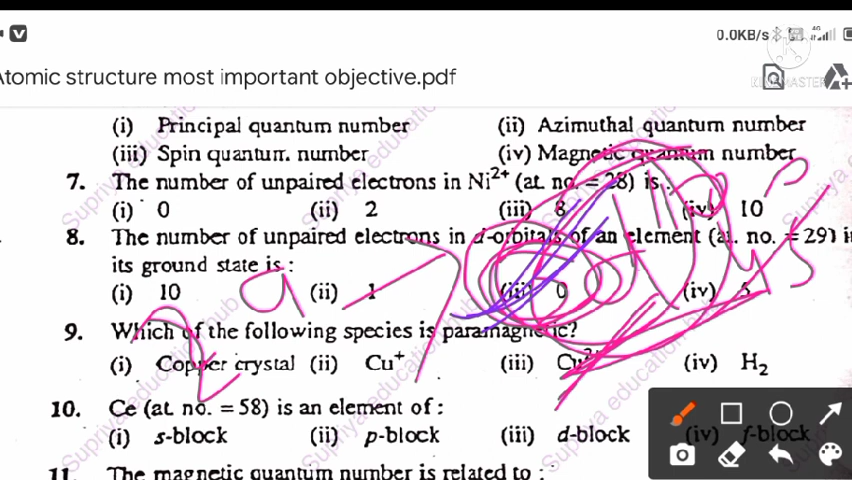 0.0KB/s 4G
KINEMASTER
Atomic structure most important objective.pdf
(i) Principal quantum number (ii) Azimuthal quantum number
(iii) Spin quantum number (iv) Magnetic quantum number
7. The number of unpaired electrons in Ni2+ (at. no. = 28) is :
(i) 0 (ii) 2 (iii) 8 (iv) 10
8. The number of unpaired electrons in d-orbitals of an element (at. no. = 29) in
its ground state is :
(i) 10 (ii) 1 (iii) 0 (iv) 5
9. Which of the following species is paramagnetic?
(i) Copper crystal (ii) Cu+ (iii) Cu2+ (iv) H2
10. Ce (at. no. = 58) is an element of :
(i) s-block (ii) p-block (iii) d-block (iv) f-block
11. The magnetic quantum number is related to :
Supriya education hub